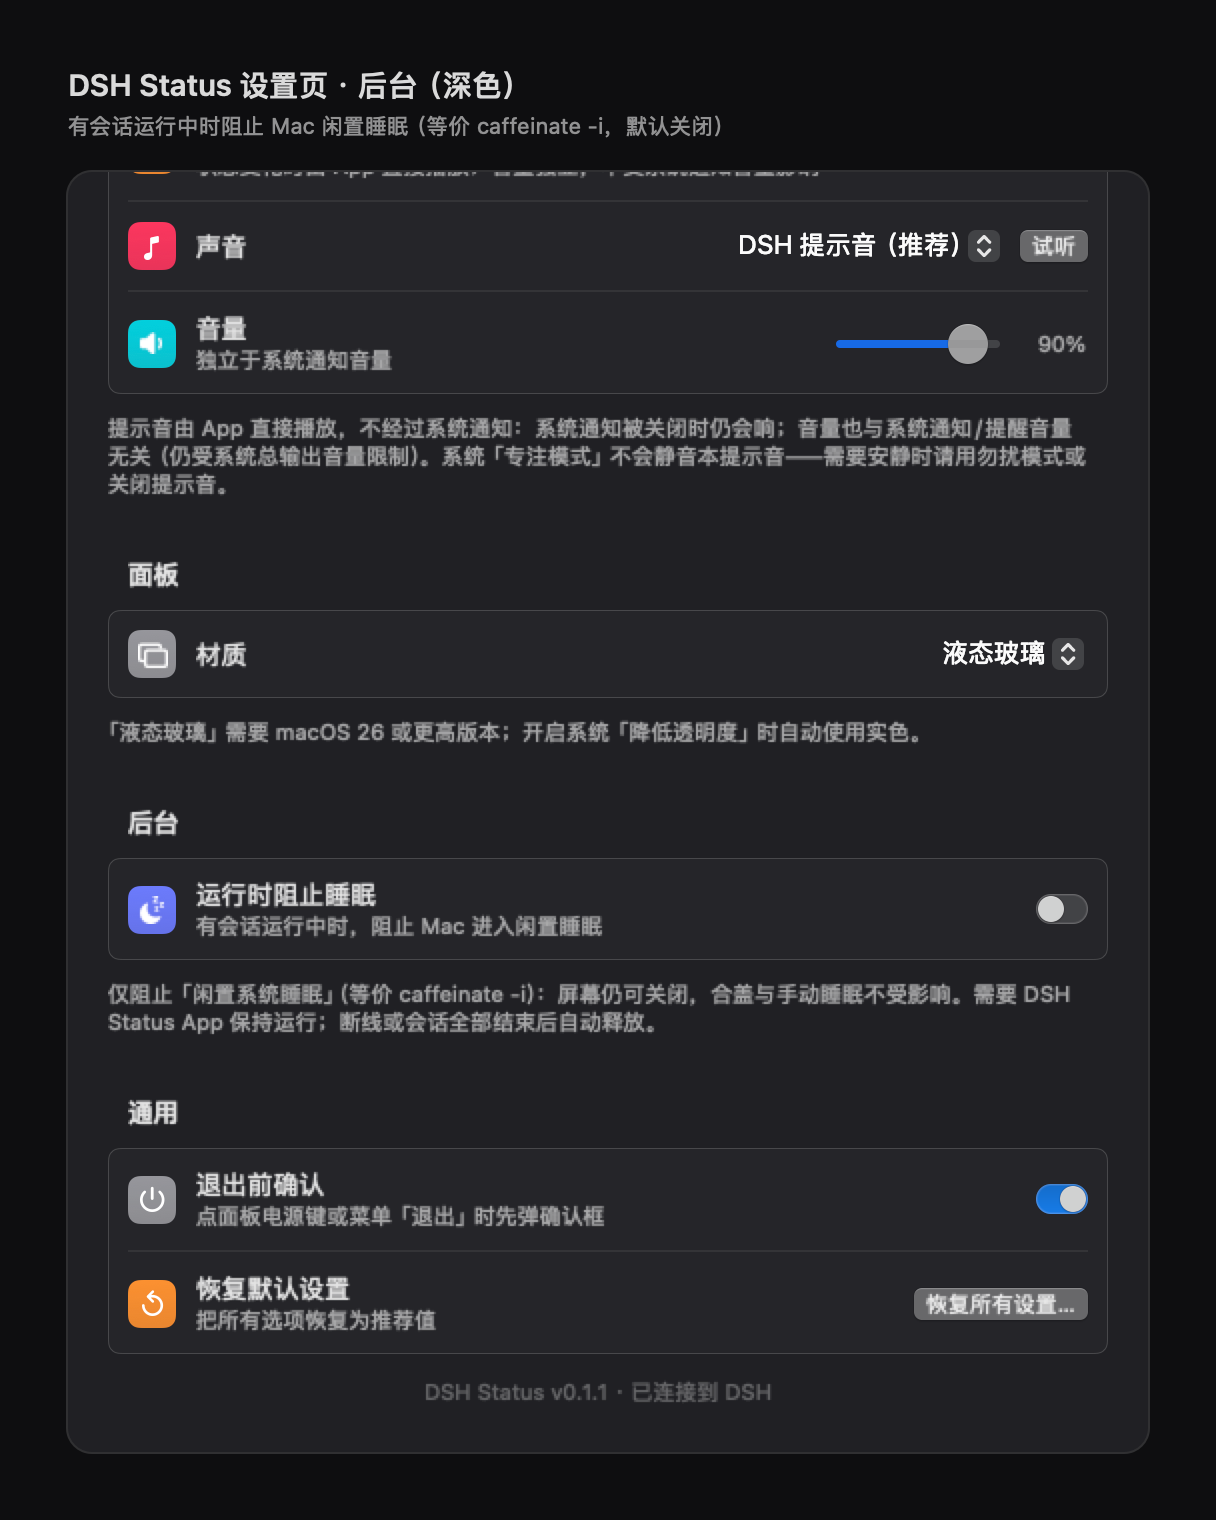 DSH Status 设置页 · 后台（深色）
有会话运行中时阻止 Mac 闲置睡眠（等价 caffeinate -i，默认关闭）
声音
DSH 提示音（推荐）
试听
音量
独立于系统通知音量
90%
提示音由 App 直接播放，不经过系统通知：系统通知被关闭时仍会响；音量也与系统通知/提醒音量
无关（仍受系统总输出音量限制）。系统「专注模式」不会静音本提示音——需要安静时请用勿扰模式或
关闭提示音。
面板
材质
液态玻璃
「液态玻璃」需要 macOS 26 或更高版本；开启系统「降低透明度」时自动使用实色。
后台
运行时阻止睡眠
有会话运行中时，阻止 Mac 进入闲置睡眠
仅阻止「闲置系统睡眠」（等价 caffeinate -i）：屏幕仍可关闭，合盖与手动睡眠不受影响。需要 DSH
Status App 保持运行；断线或会话全部结束后自动释放。
通用
退出前确认
点面板电源键或菜单「退出」时先弹确认框
恢复默认设置
把所有选项恢复为推荐值
恢复所有设置...
DSH Status v0.1.1 · 已连接到 DSH